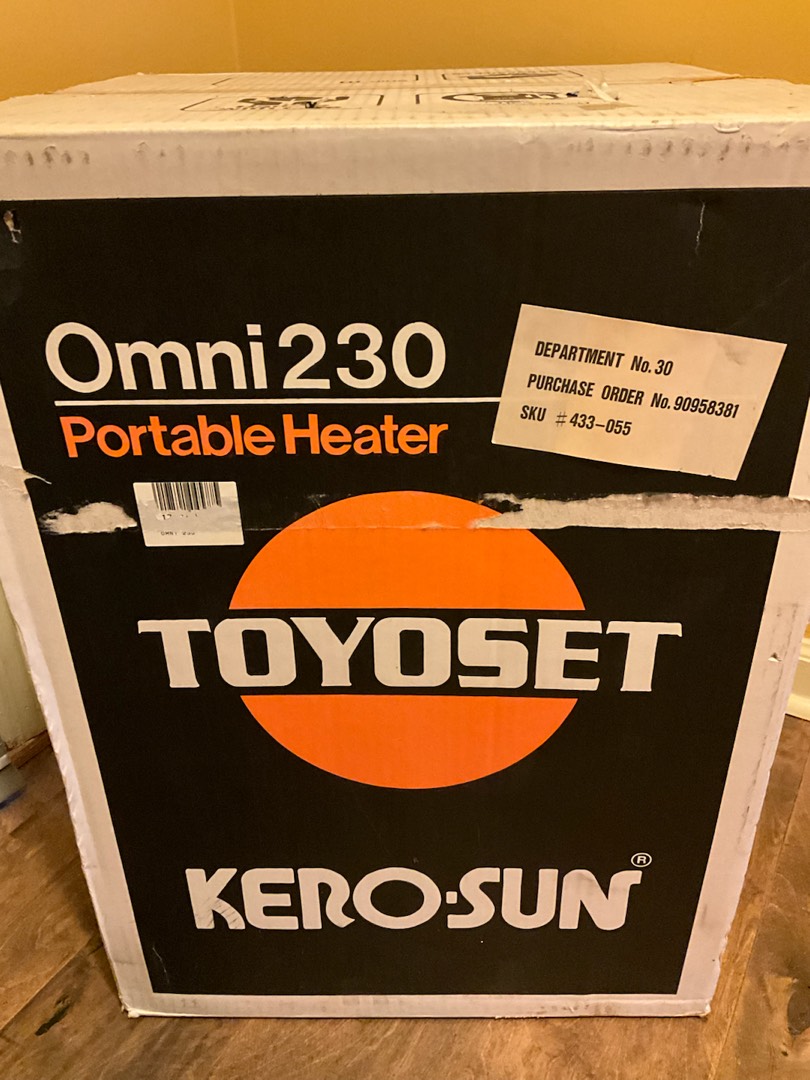 Omni 230
Portable Heater
DEPARTMENT No. 30
PURCHASE ORDER No. 90958381
SKU # 433-055
TOYOSET
KERO·SUN®